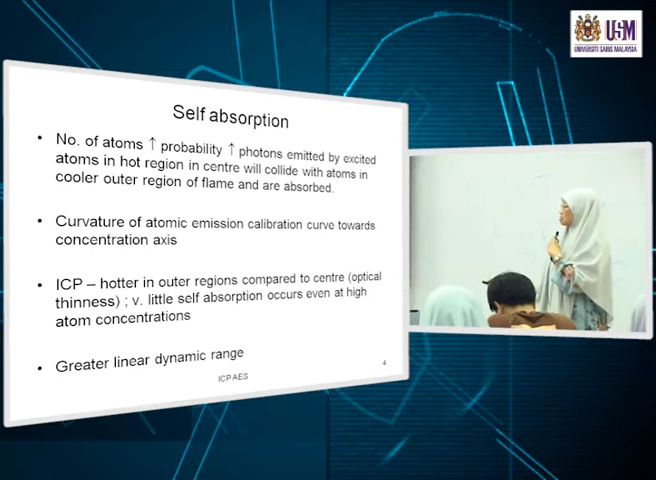 USM
UNIVERSITI SAINS MALAYSIA
Self absorption
• No. of atoms ↑ probability ↑ photons emitted by excited
atoms in hot region in centre will collide with atoms in
cooler outer region of flame and are absorbed.
• Curvature of atomic emission calibration curve towards
concentration axis
• ICP – hotter in outer regions compared to centre (optical
thinness) ; v. little self absorption occurs even at high
atom concentrations
• Greater linear dynamic range
ICP AES
4